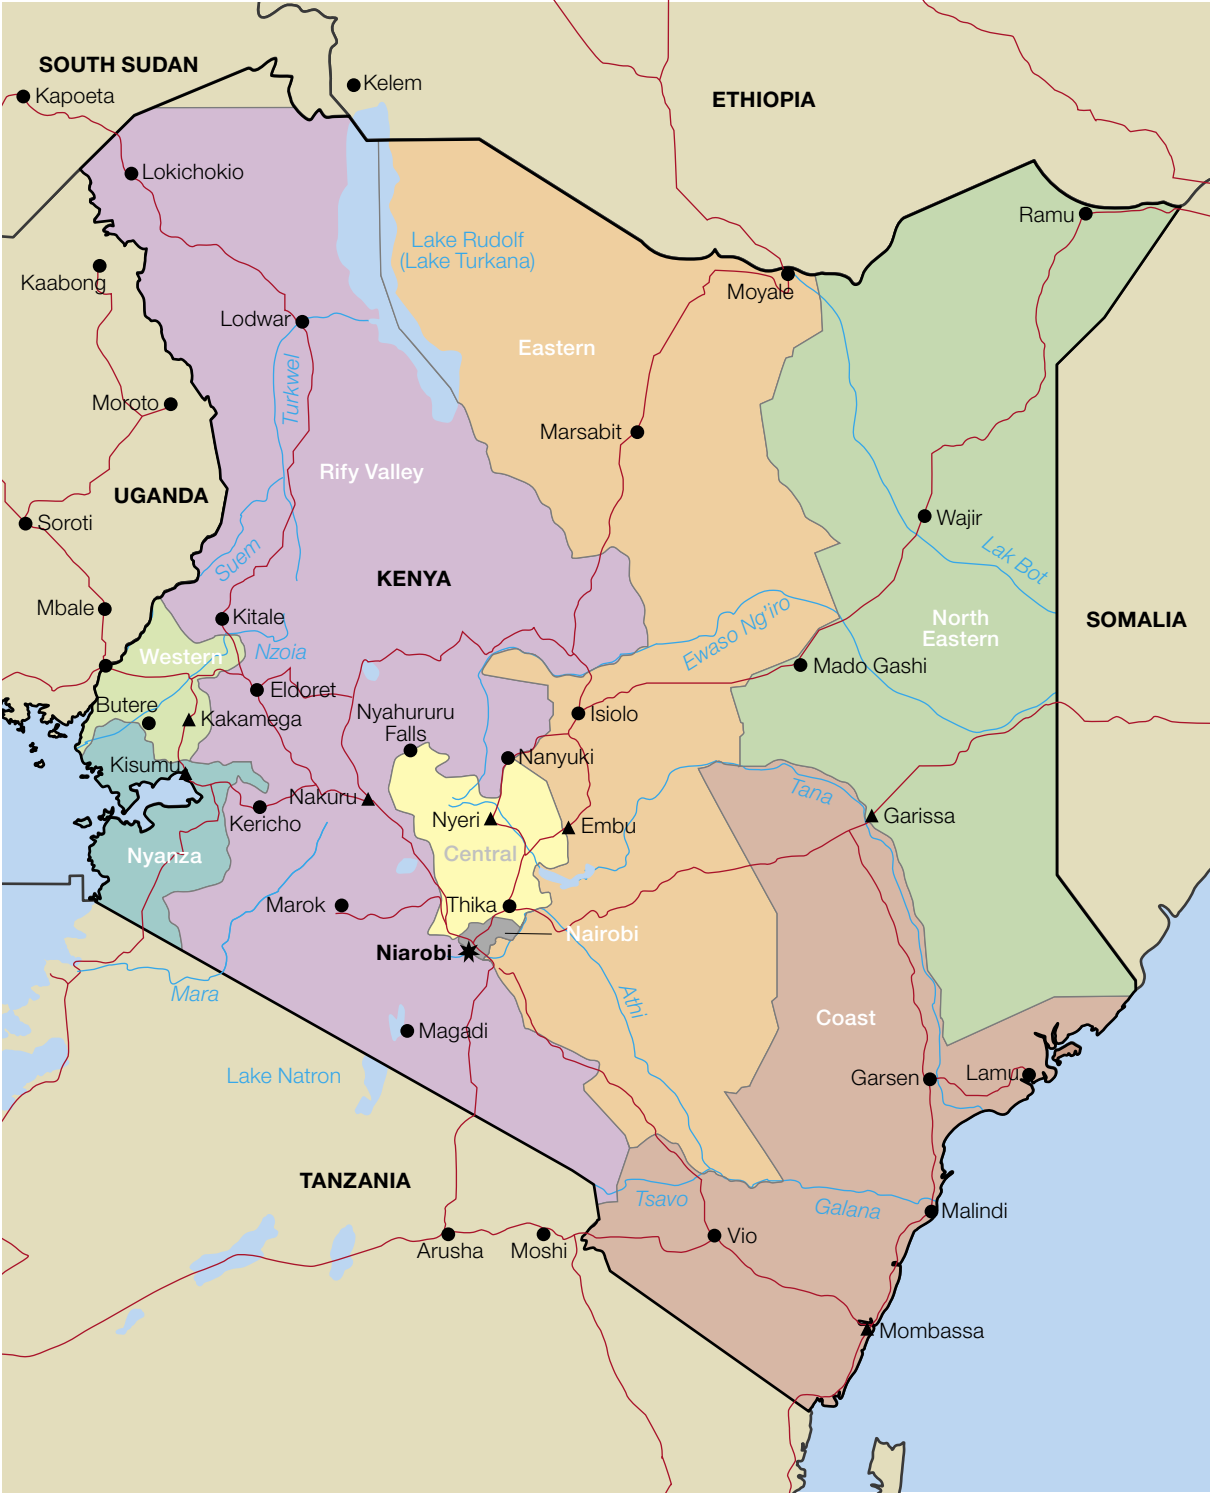 SOUTH SUDAN
Kelem
Kapoeta
ETHIOPIA
Lokichokio
Ramu
Lake Rudolf
(Lake Turkana)
Kaabong
Moyale
Lodwar
Eastern
Turkwel
Moroto
Marsabit
Rify Valley
UGANDA
Soroti
Wajir
Suem
Lak Bot
KENYA
Mbale
Kitale
Ewaso Ng'iro
North
Eastern
SOMALIA
Western
Nzoia
Mado Gashi
Eldoret
Butere
Kakamega
Nyahururu
Falls
Isiolo
Kisumu
Nanyuki
Nakuru
Tana
Kericho
Nyeri
Embu
Garissa
Nyanza
Central
Marok
Thika
Nairobi
Niarobi
Mara
Athi
Coast
Magadi
Lake Natron
Garsen
Lamu
TANZANIA
Tsavo
Galana
Malindi
Arusha
Moshi
Vio
Mombassa